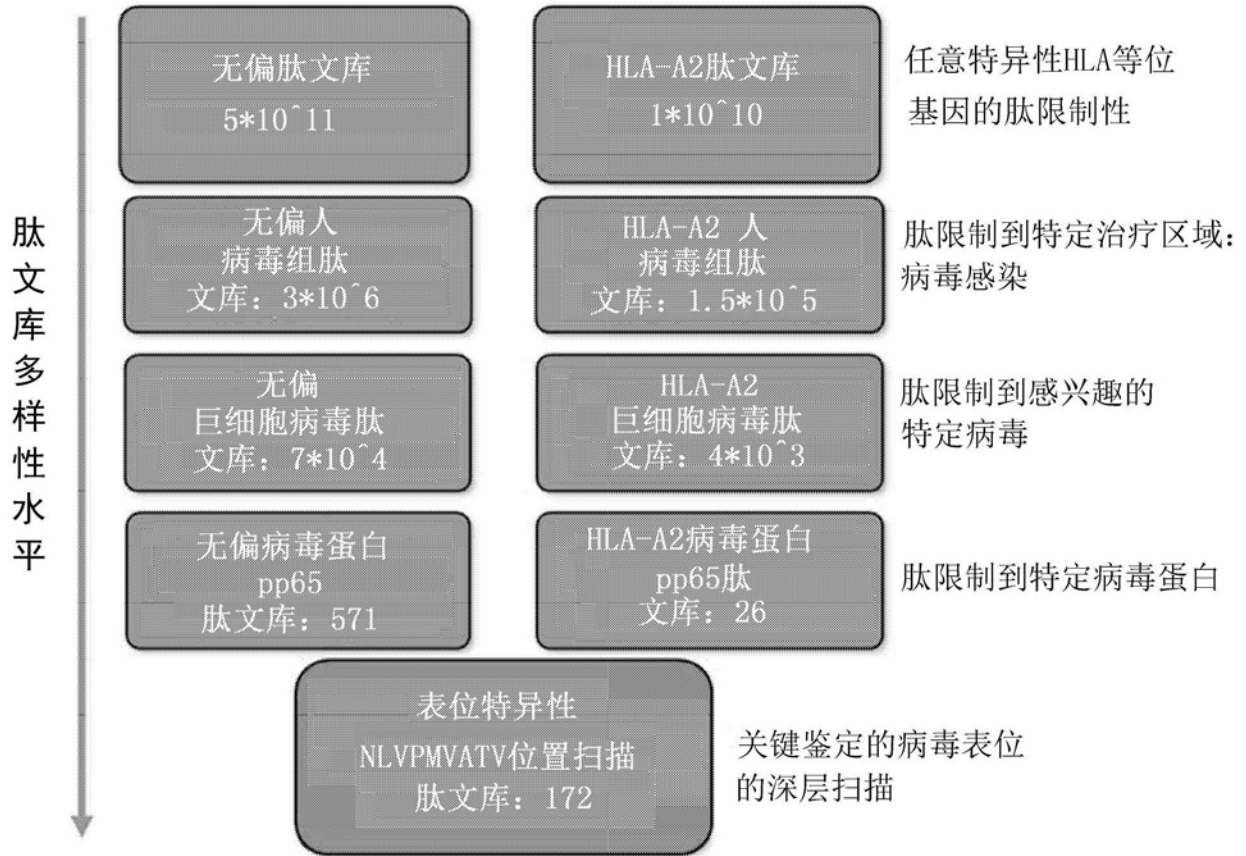 肽文库多样性水平
无偏肽文库
5*10^11
HLA-A2肽文库
1*10^10
任意特异性HLA等位
基因的肽限制性
无偏人
病毒组肽
文库：3*10^6
HLA-A2 人
病毒组肽
文库：1.5*10^5
肽限制到特定治疗区域：
病毒感染
无偏
巨细胞病毒肽
文库：7*10^4
HLA-A2
巨细胞病毒肽
文库：4*10^3
肽限制到感兴趣的
特定病毒
无偏病毒蛋白
pp65
肽文库：571
HLA-A2病毒蛋白
pp65肽
文库：26
肽限制到特定病毒蛋白
表位特异性
NLVPMVATV位置扫描
肽文库：172
关键鉴定的病毒表位
的深层扫描